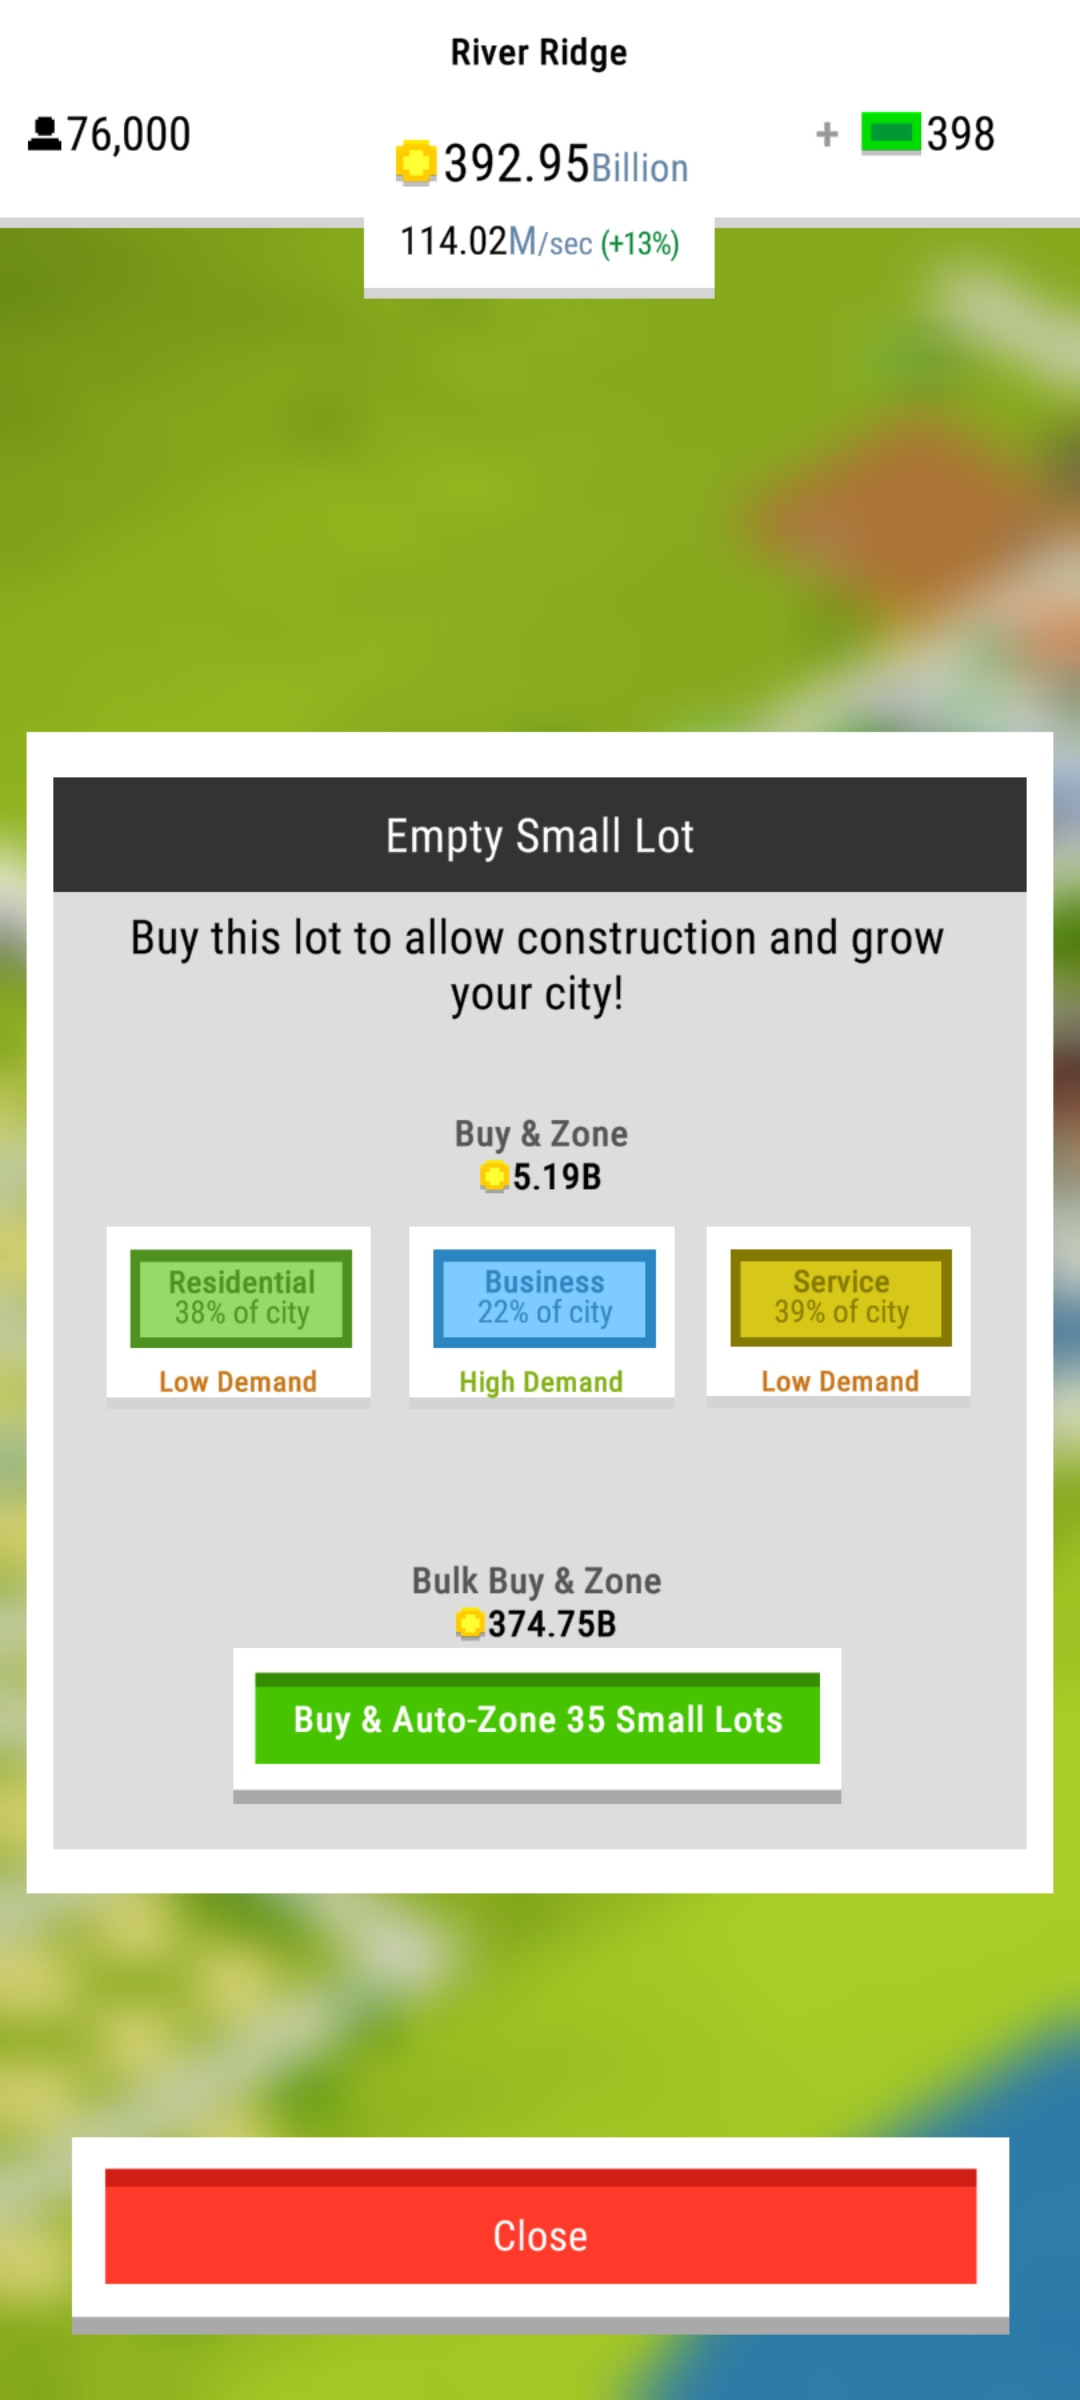 River Ridge
76,000
392.95Billion
+ 398
114.02M/sec (+13%)
Empty Small Lot
Buy this lot to allow construction and grow
your city!
Buy & Zone
5.19B
Residential
38% of city
Low Demand
Business
22% of city
High Demand
Service
39% of city
Low Demand
Bulk Buy & Zone
374.75B
Buy & Auto-Zone 35 Small Lots
Close